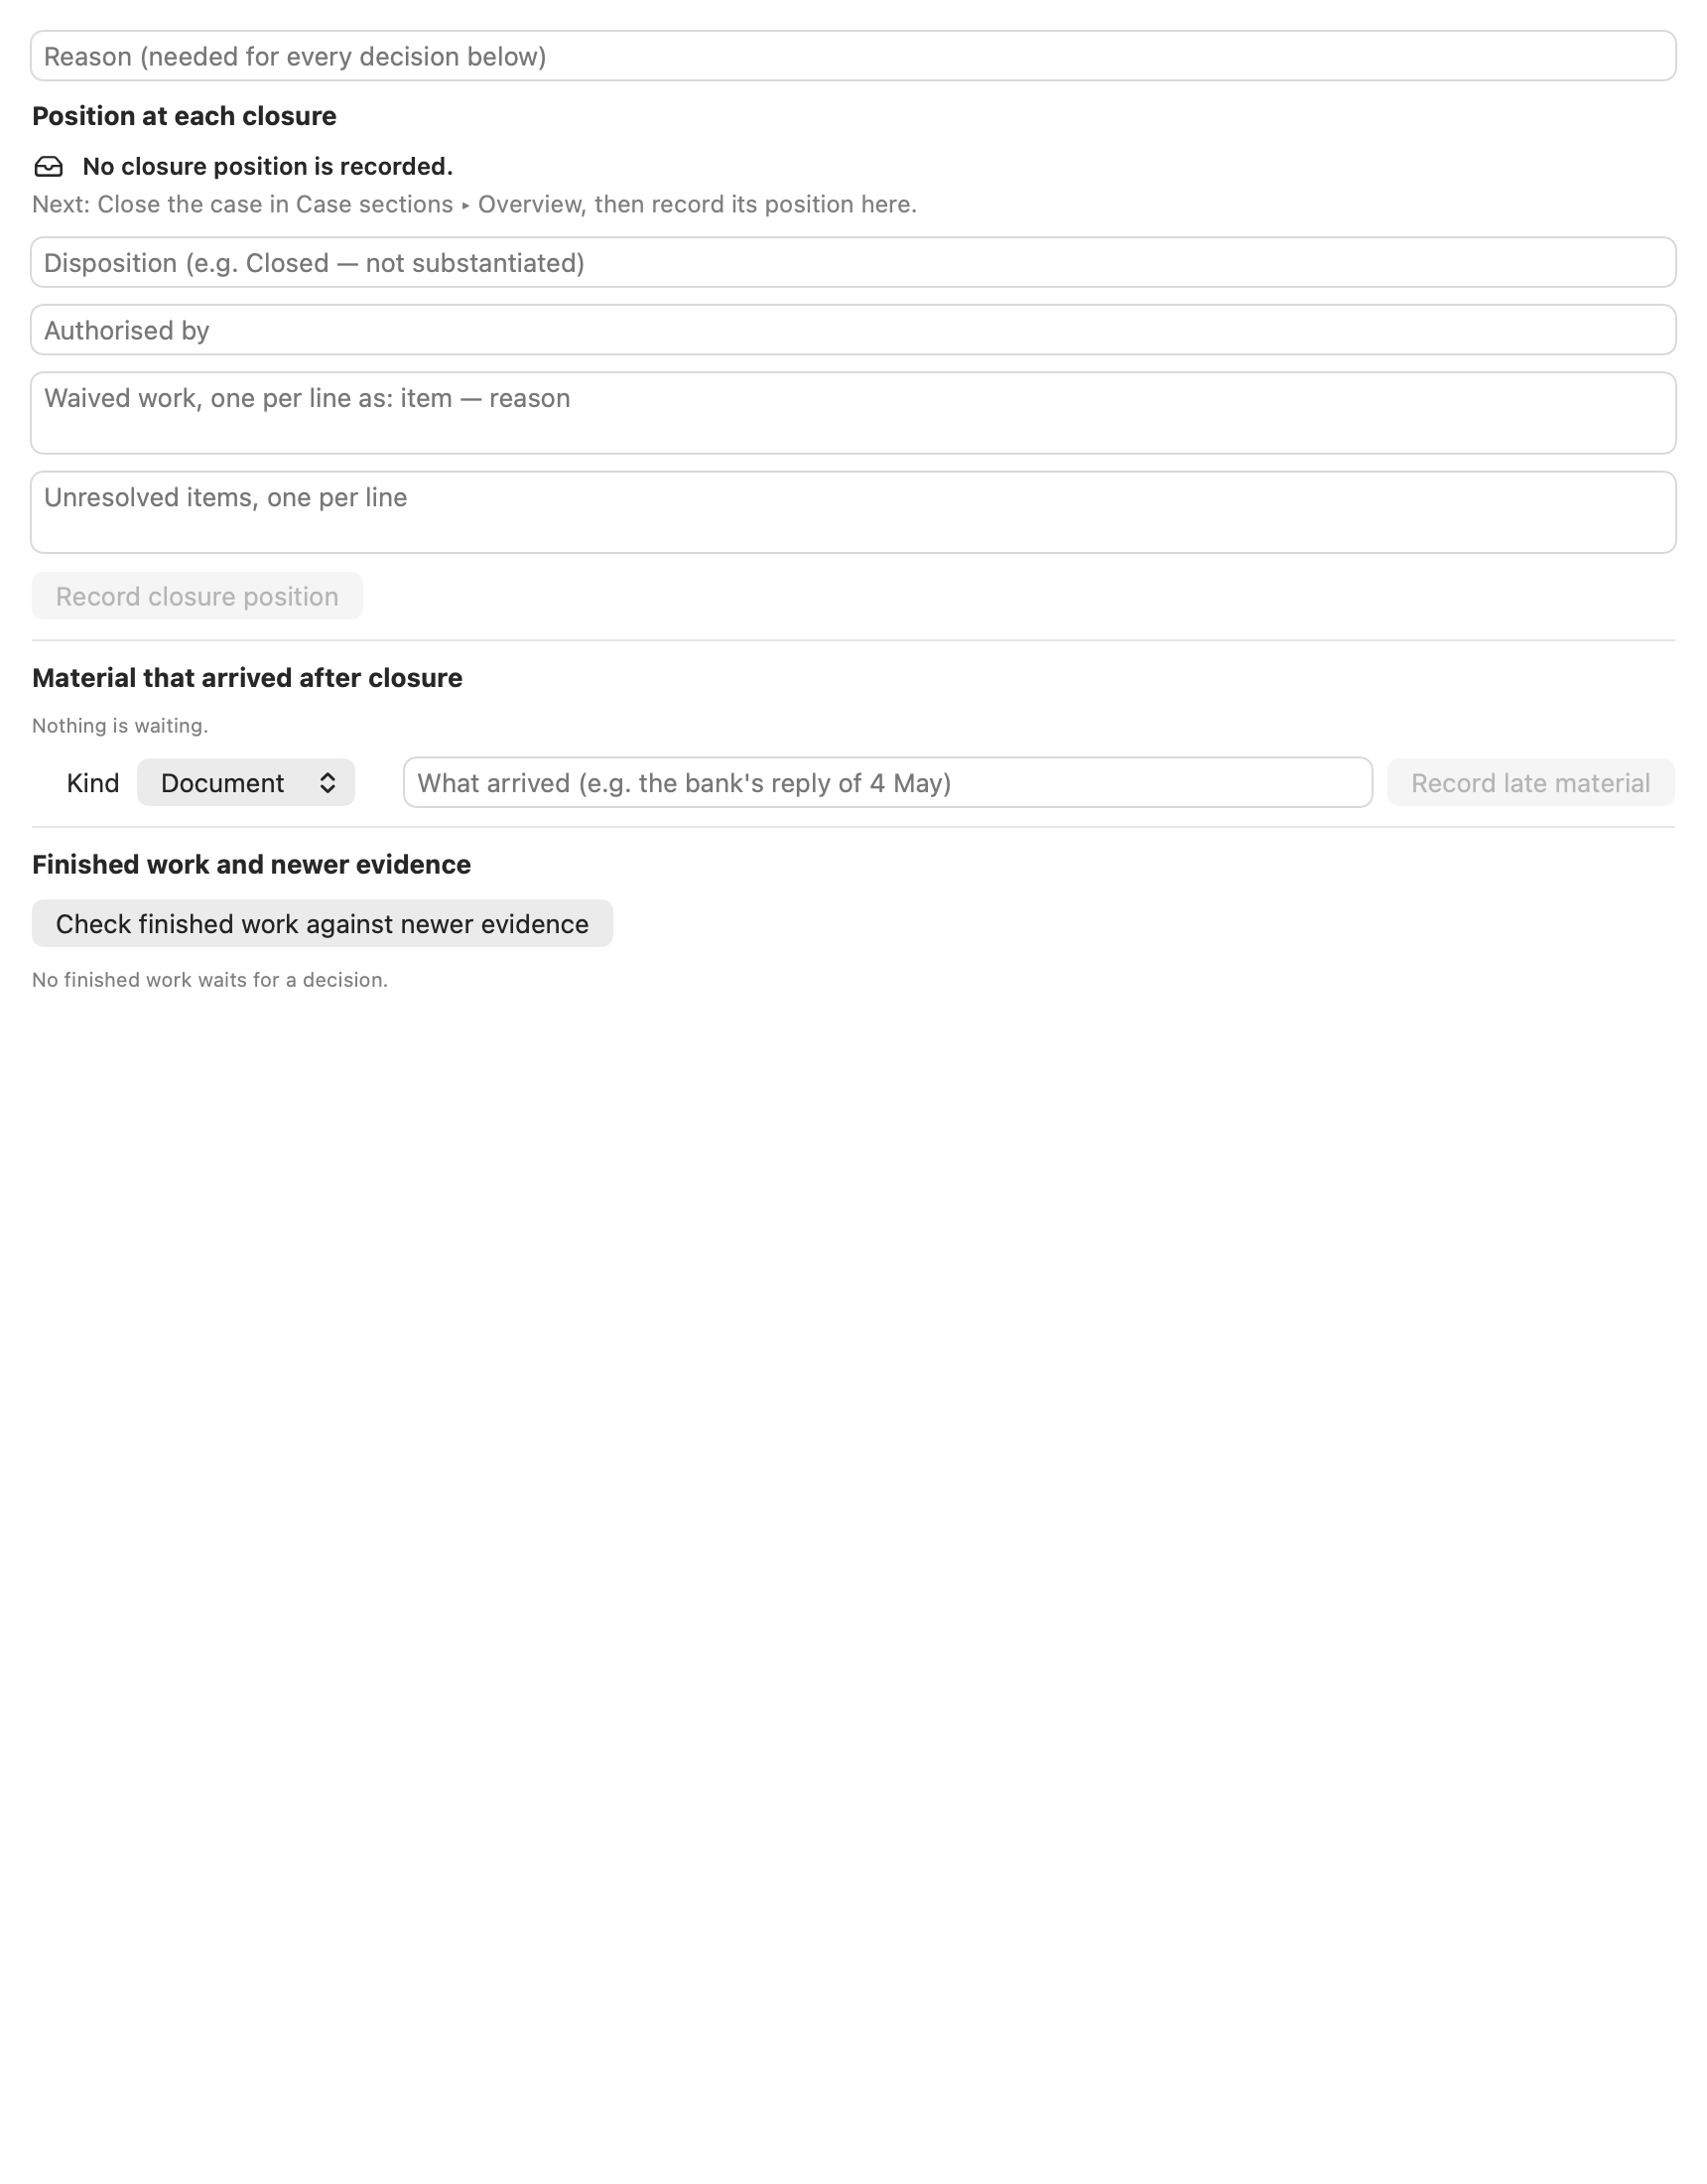 Reason (needed for every decision below)
Position at each closure
No closure position is recorded.
Next: Close the case in Case sections ▸ Overview, then record its position here.
Disposition (e.g. Closed — not substantiated)
Authorised by
Waived work, one per line as: item — reason
Unresolved items, one per line
Record closure position
Material that arrived after closure
Nothing is waiting.
Kind Document What arrived (e.g. the bank's reply of 4 May) Record late material
Finished work and newer evidence
Check finished work against newer evidence
No finished work waits for a decision.